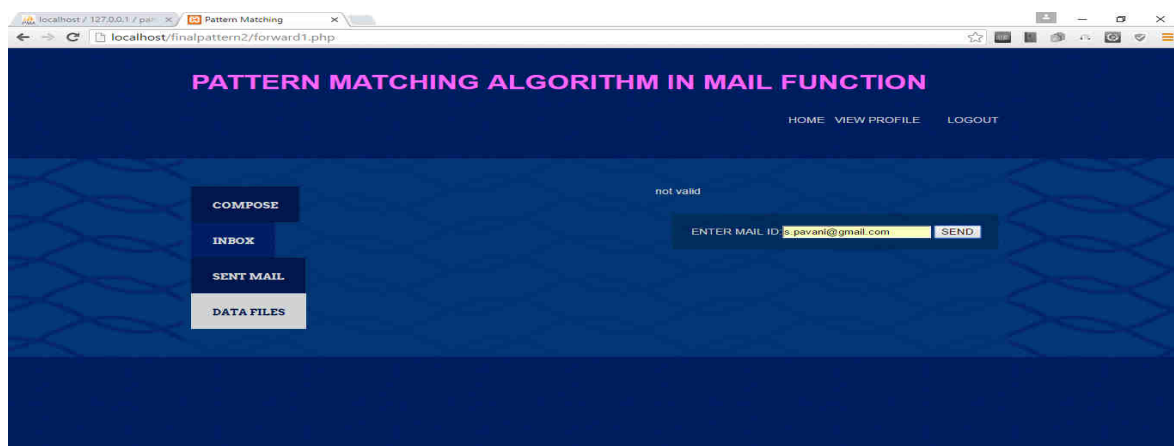 localhost / 127.0.0.1 / pa
Pattern Matching
localhost/finalpattern2/forward1.php
PATTERN MATCHING ALGORITHM IN MAIL FUNCTION
HOME VIEW PROFILE LOGOUT
not valid
COMPOSE
ENTER MAIL ID:s.pavani@gmail.com SEND
INBOX
SENT MAIL
DATA FILES